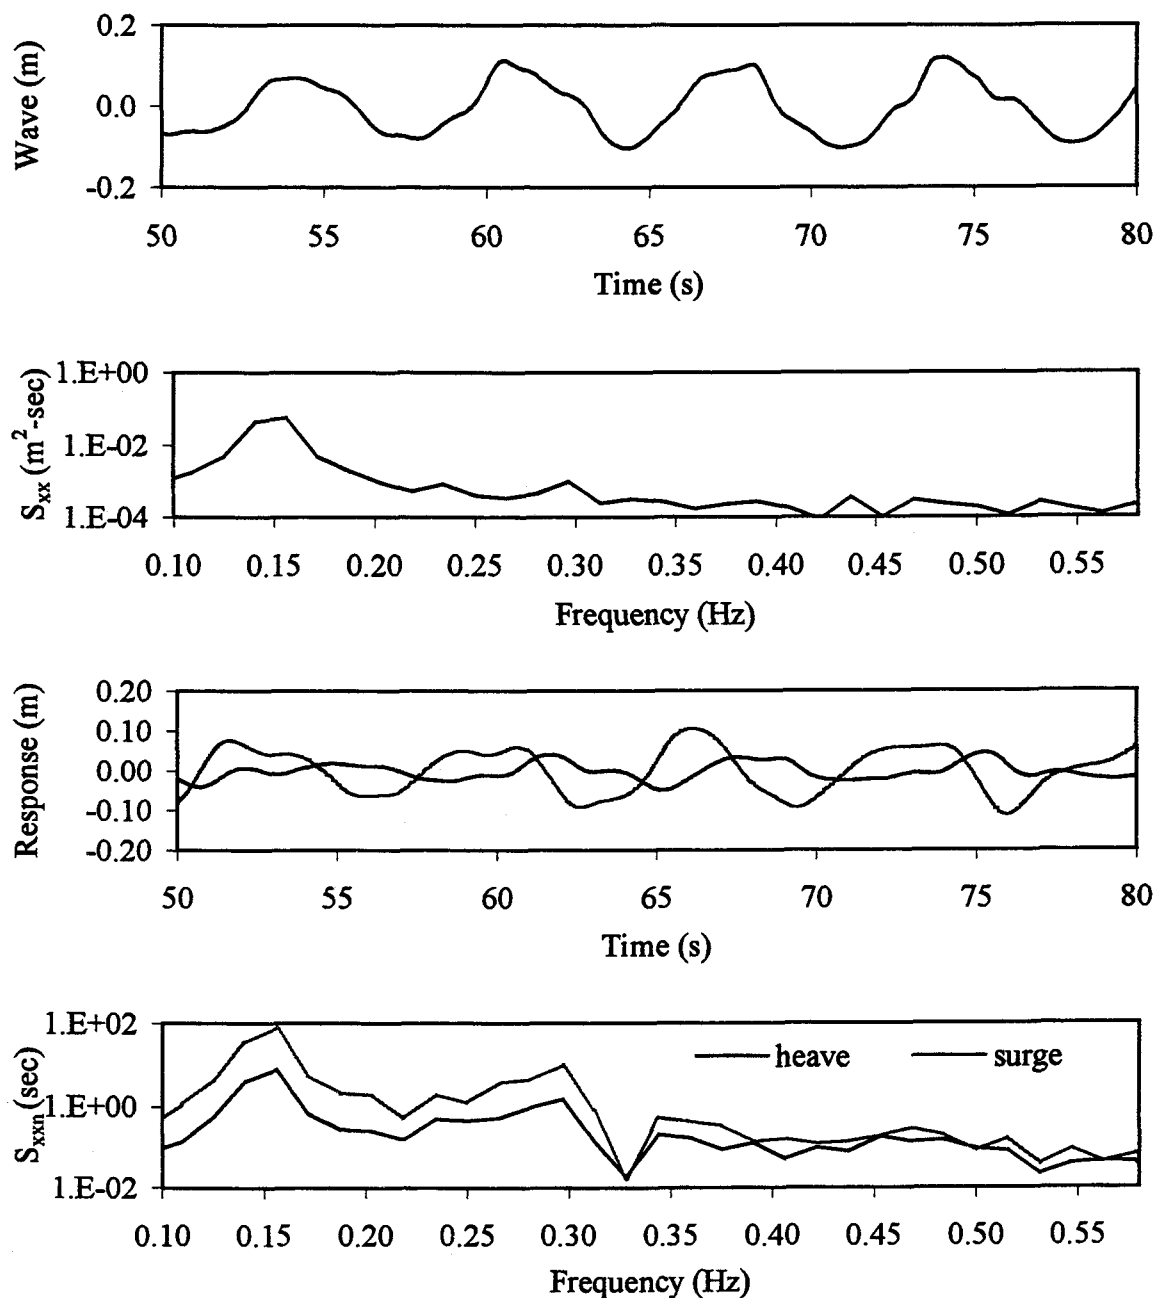 0.2
0.0
-0.2
Wave (m)
50 55 60 65 70 75 80
Time (s)
1.E+00
1.E-02
1.E-04
Sxx (m²-sec)
0.10 0.15 0.20 0.25 0.30 0.35 0.40 0.45 0.50 0.55
Frequency (Hz)
0.20
0.10
0.00
-0.10
-0.20
Response (m)
50 55 60 65 70 75 80
Time (s)
1.E+02
1.E+00
1.E-02
Sxxn (sec)
heave surge
0.10 0.15 0.20 0.25 0.30 0.35 0.40 0.45 0.50 0.55
Frequency (Hz)